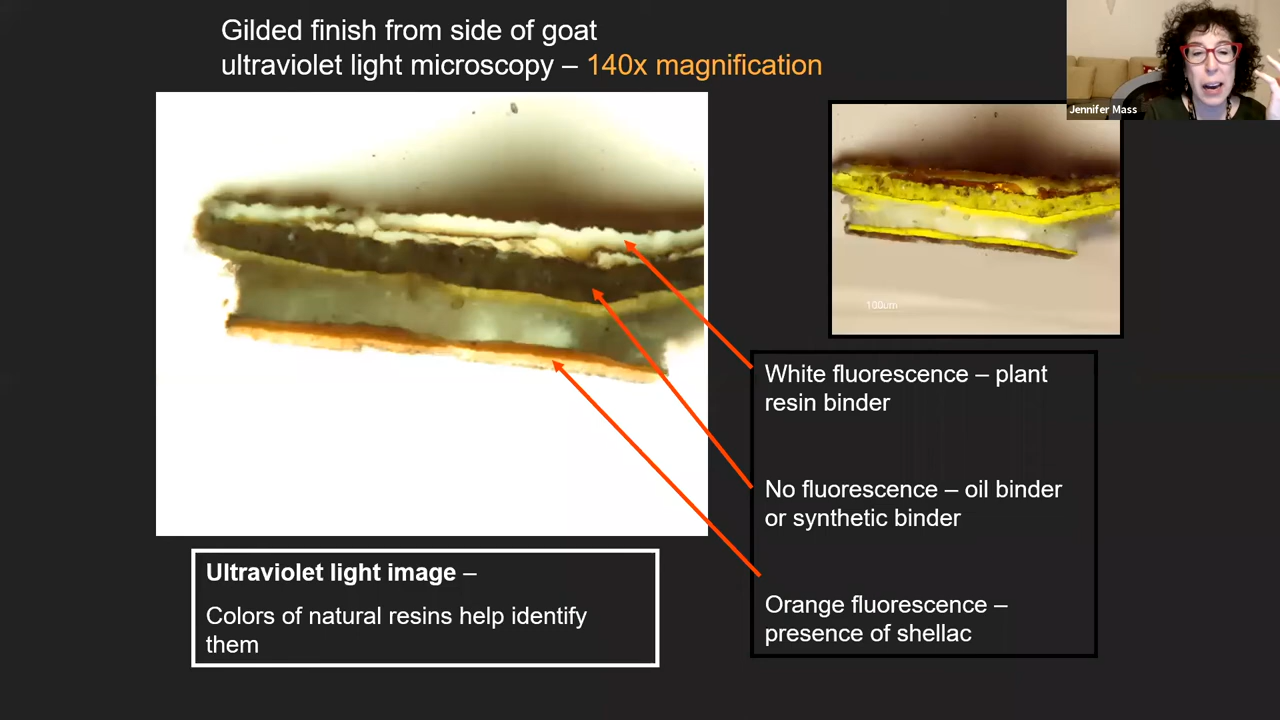 Gilded finish from side of goat
ultraviolet light microscopy – 140x magnification
Jennifer Mass
100um
White fluorescence – plant
resin binder
No fluorescence – oil binder
or synthetic binder
Orange fluorescence –
presence of shellac
Ultraviolet light image –
Colors of natural resins help identify
them